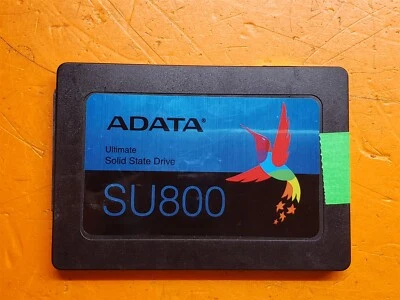 ADATA
Ultimate
Solid State Drive
SU800